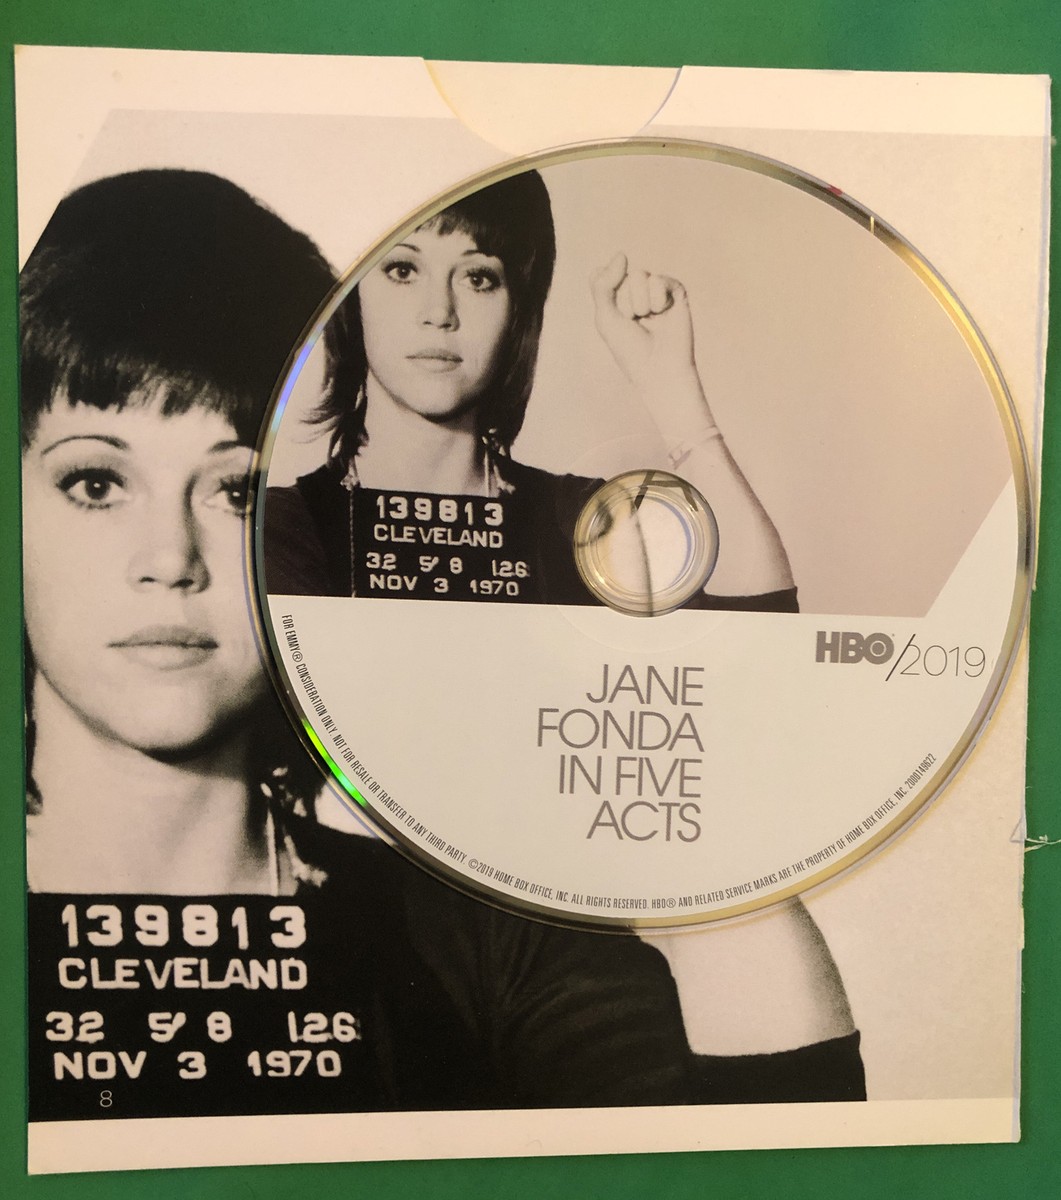 139813
CLEVELAND
32 5' 8 126
NOV 3 1970
HBO®/2019
JANE
FONDA
IN FIVE
ACTS
FOR EMMY® CONSIDERATION ONLY. NOT FOR RESALE OR TRANSFER TO ANY THIRD PARTY. ©2019 HOME BOX OFFICE, INC. ALL RIGHTS RESERVED. HBO® AND RELATED SERVICE MARKS ARE THE PROPERTY OF HOME BOX OFFICE, INC. 2000149622
139813
CLEVELAND
32 5' 8 126
NOV 3 1970
8